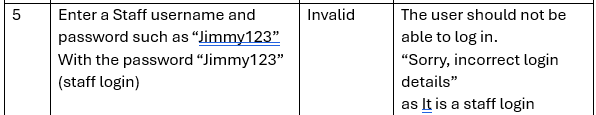 5
Enter a Staff username and
password such as “Jimmy123”
With the password “Jimmy123”
(staff login)
Invalid
The user should not be
able to log in.
“Sorry, incorrect login
details”
as It is a staff login